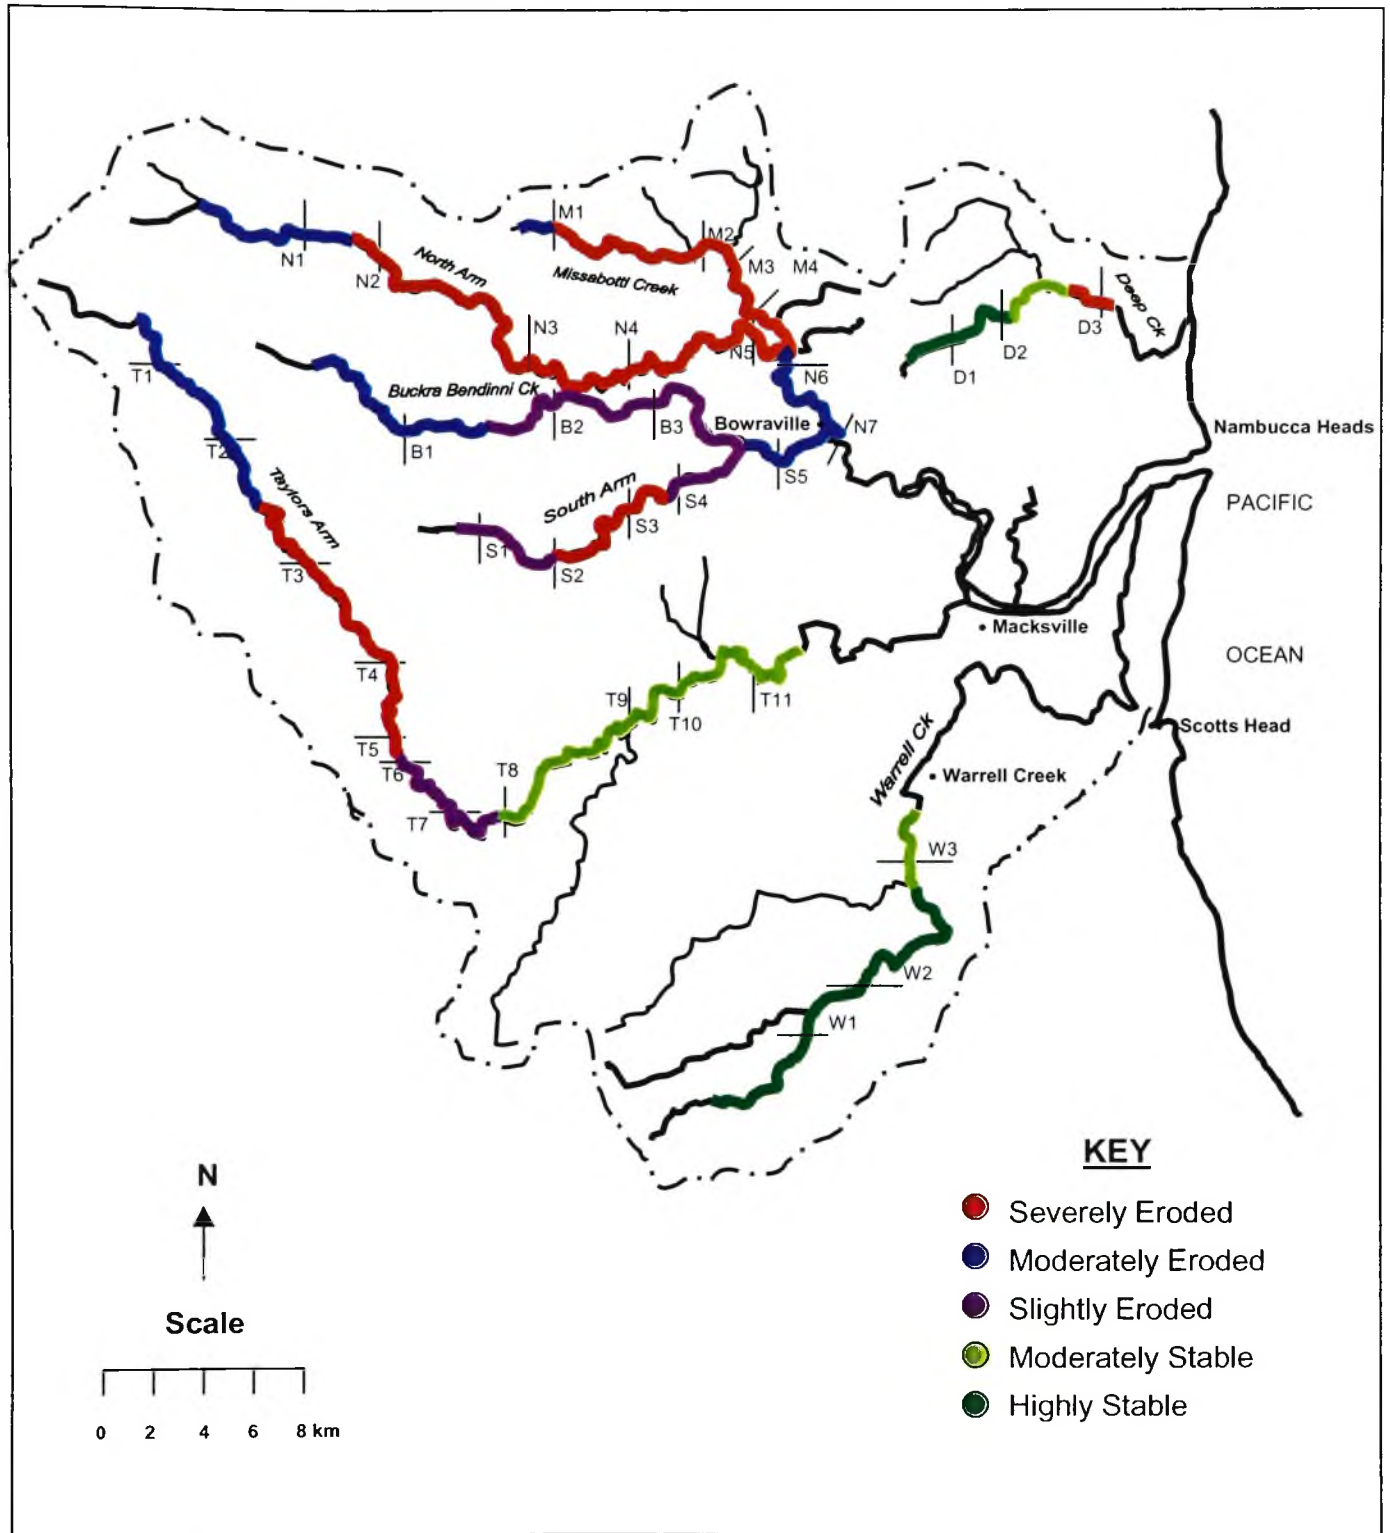 M1
M2
M3
M4
N1
N2
North Arm
Missabotti Creek
Deep Ck
N3
N4
N5
N6
D1
D2
D3
T1
Buckra Bendinni Ck
B1
B2
B3
Bowraville
N7
Nambucca Heads
T2
Taylors Arm
South Arm
S1
S2
S3
S4
S5
PACIFIC
T3
Macksville
OCEAN
T4
T9
T10
T11
Scotts Head
T5
T6
T8
Warrell Ck
Warrell Creek
T7
W3
W2
W1
KEY
N
Severely Eroded
Moderately Eroded
Scale
Slightly Eroded
Moderately Stable
Highly Stable
0 2 4 6 8 km